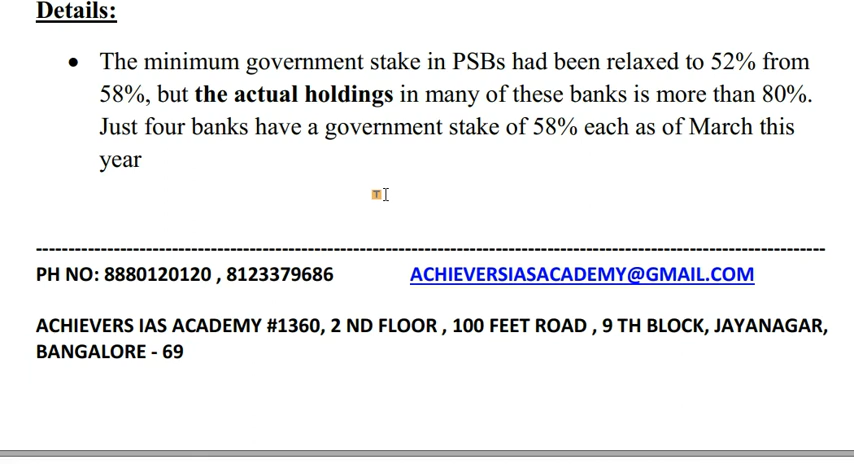 Details:
• The minimum government stake in PSBs had been relaxed to 52% from
58%, but the actual holdings in many of these banks is more than 80%.
Just four banks have a government stake of 58% each as of March this
year
T
--------------------------------------------------------------------------------------------------------------------------
PH NO: 8880120120 , 8123379686 ACHIEVERSIASACADEMY@GMAIL.COM
ACHIEVERS IAS ACADEMY #1360, 2 ND FLOOR , 100 FEET ROAD , 9 TH BLOCK, JAYANAGAR,
BANGALORE - 69